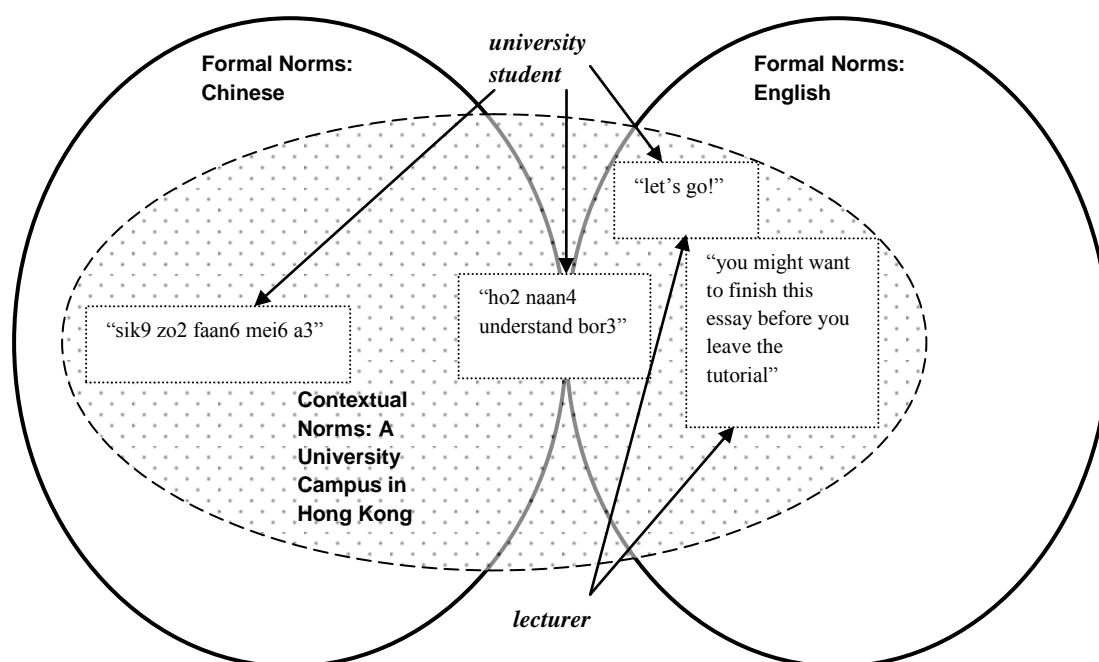 university
student
Formal Norms:
Chinese
Formal Norms:
English
“let’s go!”
“you might want
to finish this
essay before you
leave the
tutorial”
“ho2 naan4
understand bor3”
“sik9 zo2 faan6 mei6 a3”
Contextual
Norms: A
University
Campus in
Hong Kong
lecturer